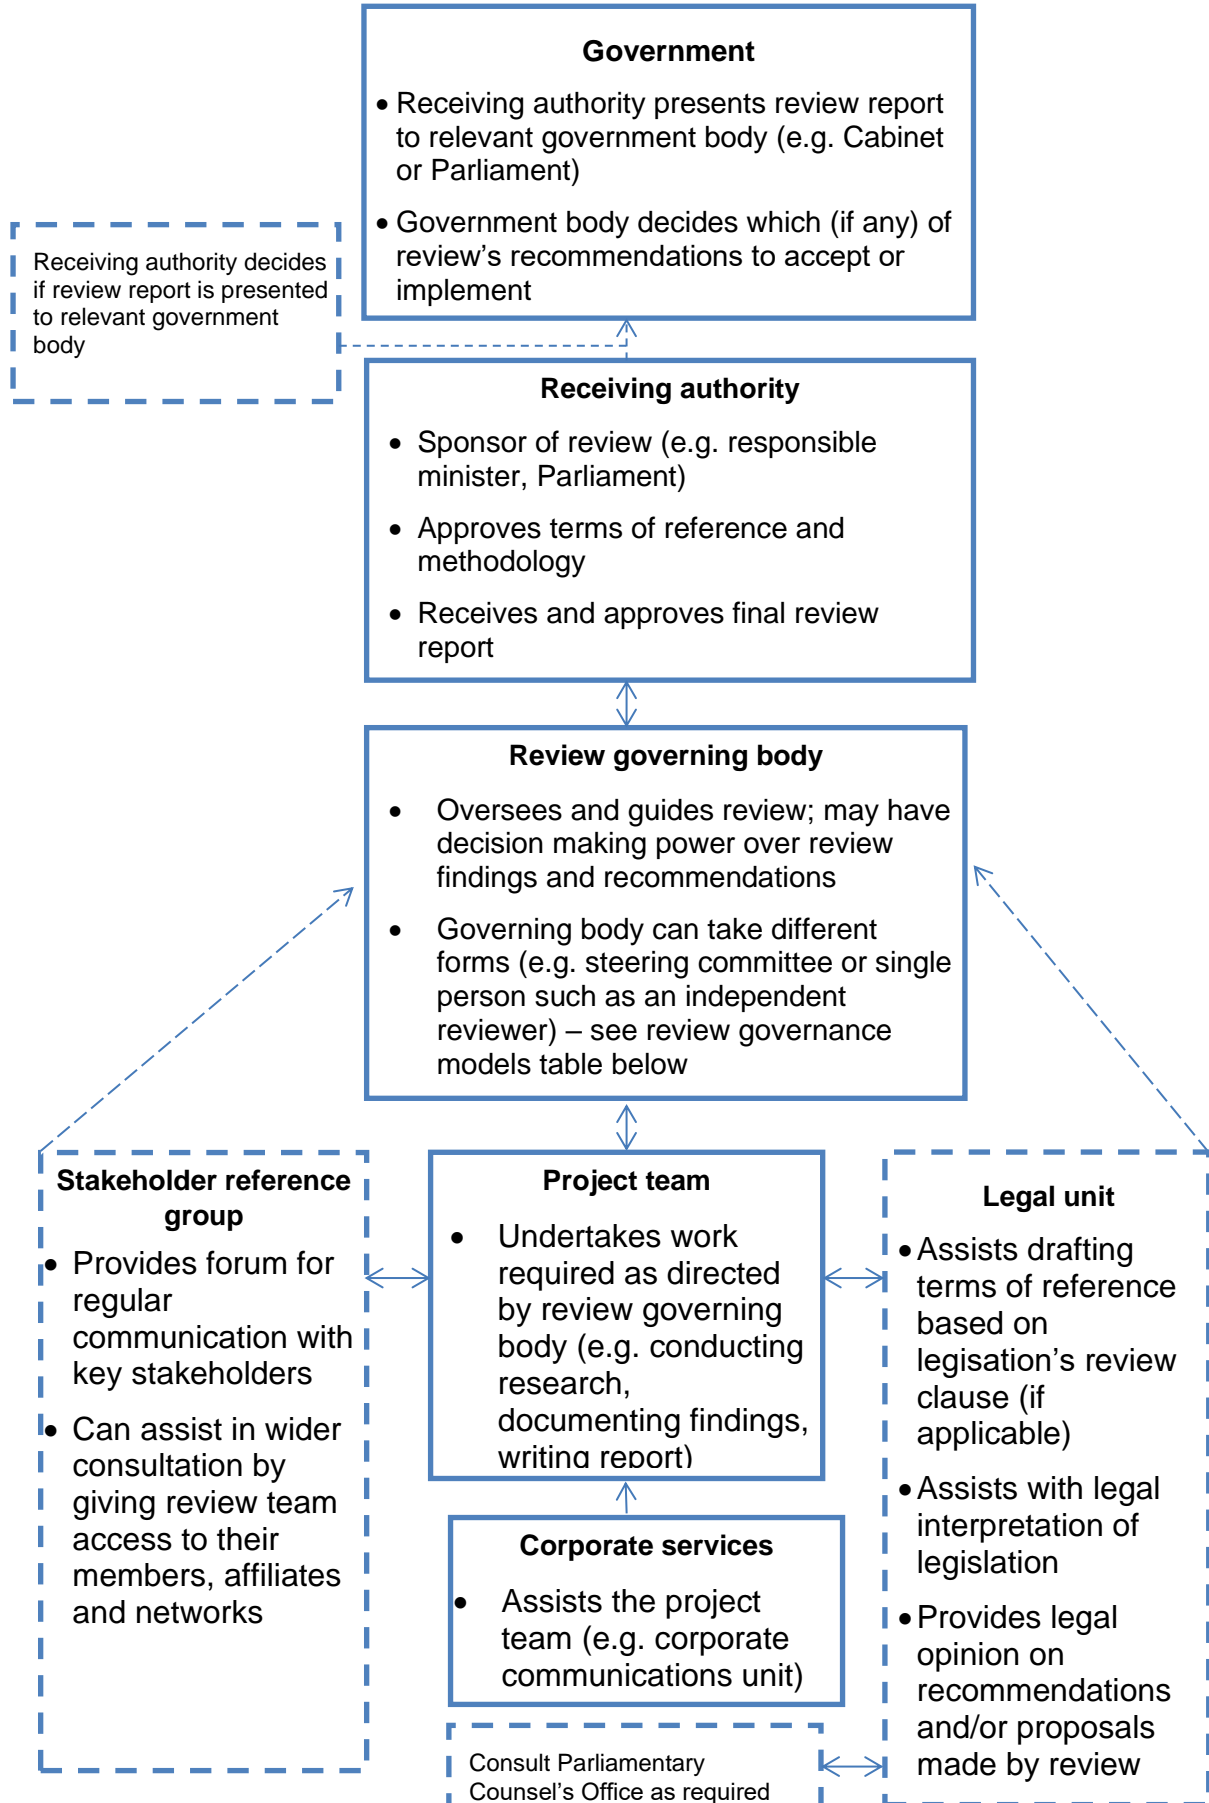 Government
• Receiving authority presents review report
to relevant government body (e.g. Cabinet
or Parliament)
• Government body decides which (if any) of
review’s recommendations to accept or
implement
Receiving authority decides
if review report is presented
to relevant government
body
Receiving authority
• Sponsor of review (e.g. responsible
minister, Parliament)
• Approves terms of reference and
methodology
• Receives and approves final review
report
Review governing body
• Oversees and guides review; may have
decision making power over review
findings and recommendations
• Governing body can take different
forms (e.g. steering committee or single
person such as an independent
reviewer) – see review governance
models table below
Stakeholder reference
group
• Provides forum for
regular
communication with
key stakeholders
• Can assist in wider
consultation by
giving review team
access to their
members, affiliates
and networks
Project team
• Undertakes work
required as directed
by review governing
body (e.g. conducting
research,
documenting findings,
writing report)
Legal unit
• Assists drafting
terms of reference
based on
legisation’s review
clause (if
applicable)
• Assists with legal
interpretation of
legislation
• Provides legal
opinion on
recommendations
and/or proposals
made by review
Corporate services
• Assists the project
team (e.g. corporate
communications unit)
Consult Parliamentary
Counsel’s Office as required